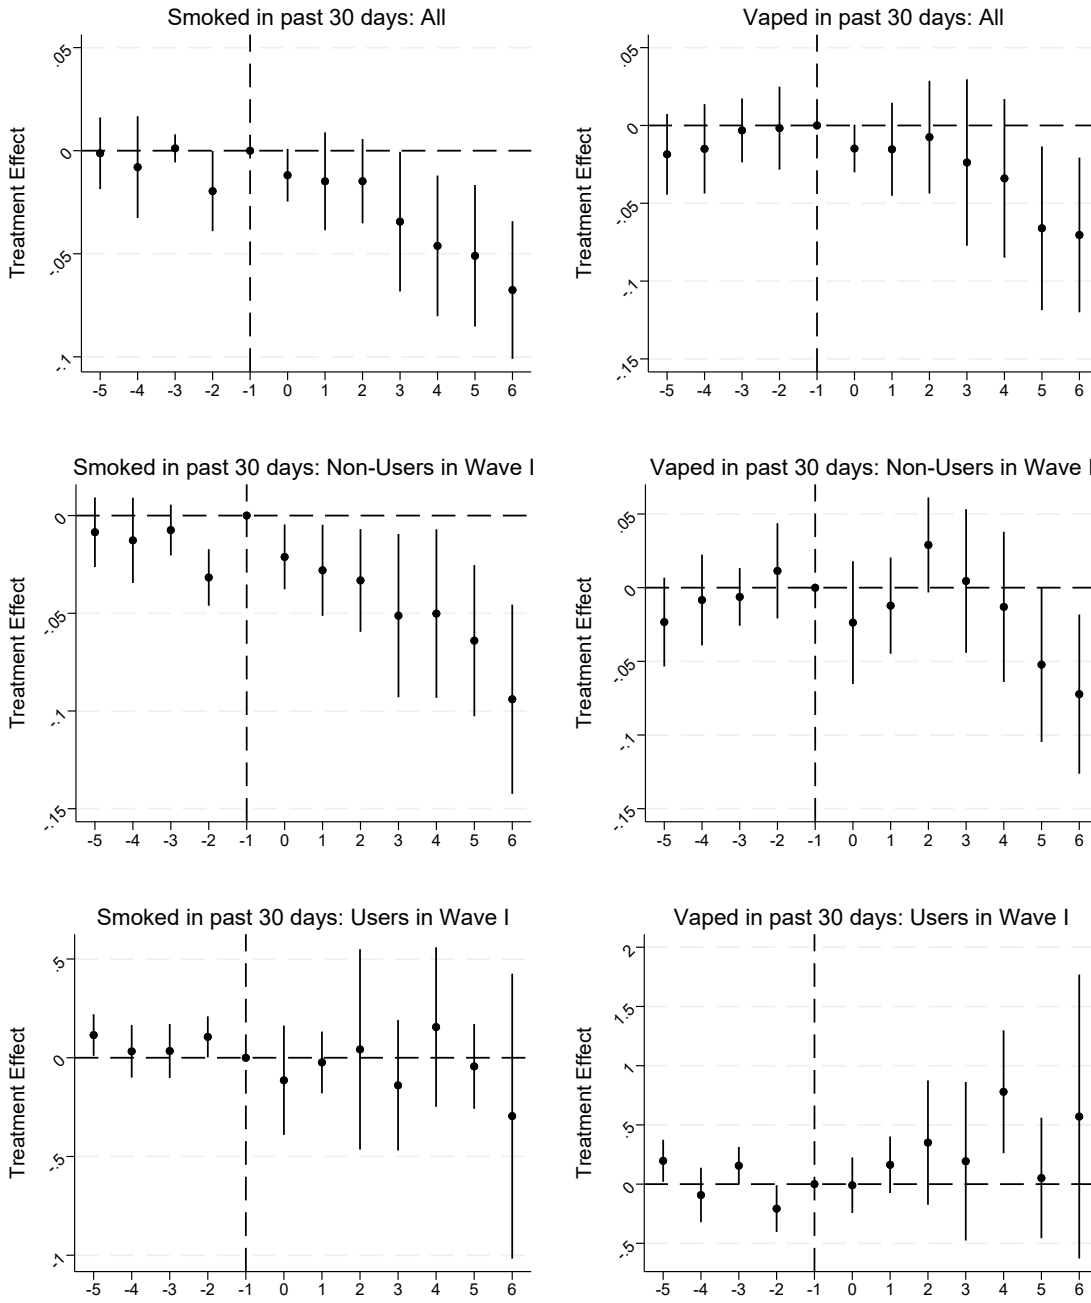 Smoked in past 30 days: All
Treatment Effect
.05
0
-.05
-.1
-5 -4 -3 -2 -1 0 1 2 3 4 5 6
Vaped in past 30 days: All
Treatment Effect
.05
0
-.05
-.1
-.15
-5 -4 -3 -2 -1 0 1 2 3 4 5 6
Smoked in past 30 days: Non-Users in Wave I
Treatment Effect
0
-.05
-.1
-.15
-5 -4 -3 -2 -1 0 1 2 3 4 5 6
Vaped in past 30 days: Non-Users in Wave I
Treatment Effect
.05
0
-.05
-.1
-.15
-5 -4 -3 -2 -1 0 1 2 3 4 5 6
Smoked in past 30 days: Users in Wave I
Treatment Effect
.5
0
-.5
-1
-5 -4 -3 -2 -1 0 1 2 3 4 5 6
Vaped in past 30 days: Users in Wave I
Treatment Effect
2
1.5
1
.5
0
-.5
-5 -4 -3 -2 -1 0 1 2 3 4 5 6